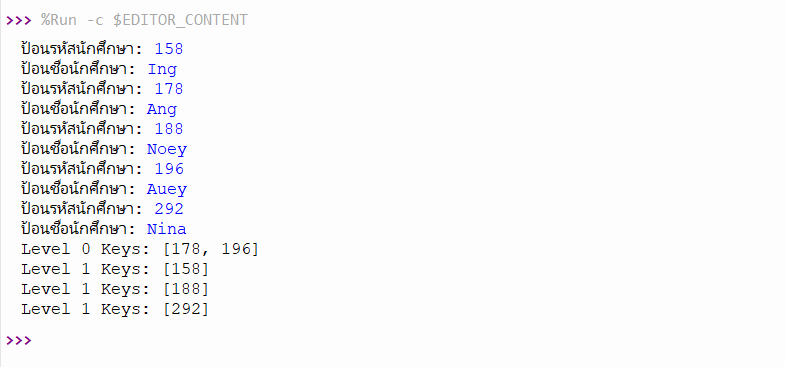 >>> %Run -c $EDITOR_CONTENT
ป้อนรหัสนักศึกษา: 158
ป้อนชื่อนักศึกษา: Ing
ป้อนรหัสนักศึกษา: 178
ป้อนชื่อนักศึกษา: Ang
ป้อนรหัสนักศึกษา: 188
ป้อนชื่อนักศึกษา: Noey
ป้อนรหัสนักศึกษา: 196
ป้อนชื่อนักศึกษา: Auey
ป้อนรหัสนักศึกษา: 292
ป้อนชื่อนักศึกษา: Nina
Level 0 Keys: [178, 196]
Level 1 Keys: [158]
Level 1 Keys: [188]
Level 1 Keys: [292]
>>>